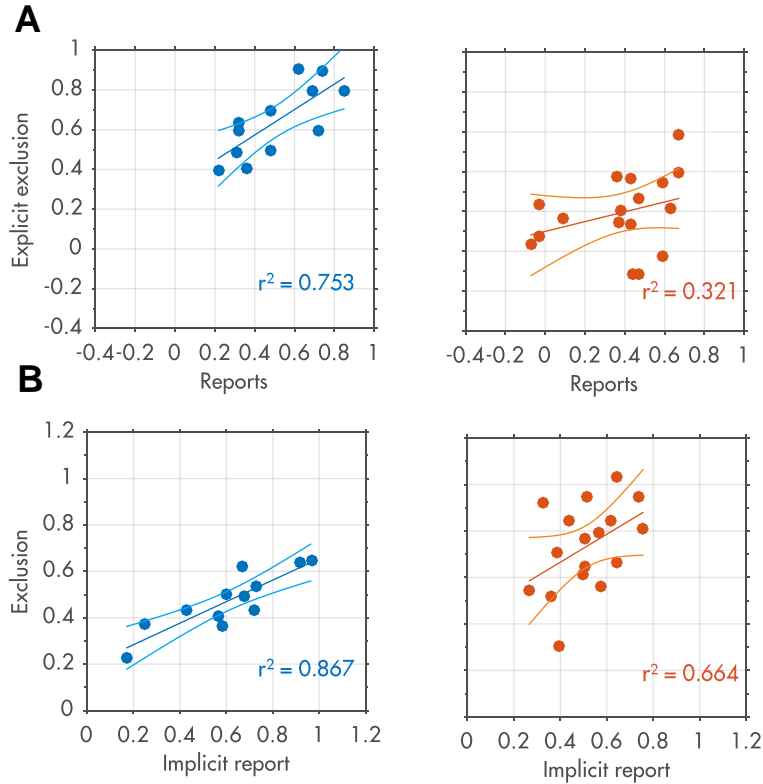 A
Explicit exclusion
1
0.8
0.6
0.4
0.2
0
-0.2
-0.4
r² = 0.753
-0.4 -0.2 0 0.2 0.4 0.6 0.8 1
Reports
r² = 0.321
-0.4 -0.2 0 0.2 0.4 0.6 0.8 1
Reports
B
Exclusion
1.2
1
0.8
0.6
0.4
0.2
0
r² = 0.867
0 0.2 0.4 0.6 0.8 1 1.2
Implicit report
r² = 0.664
0 0.2 0.4 0.6 0.8 1 1.2
Implicit report